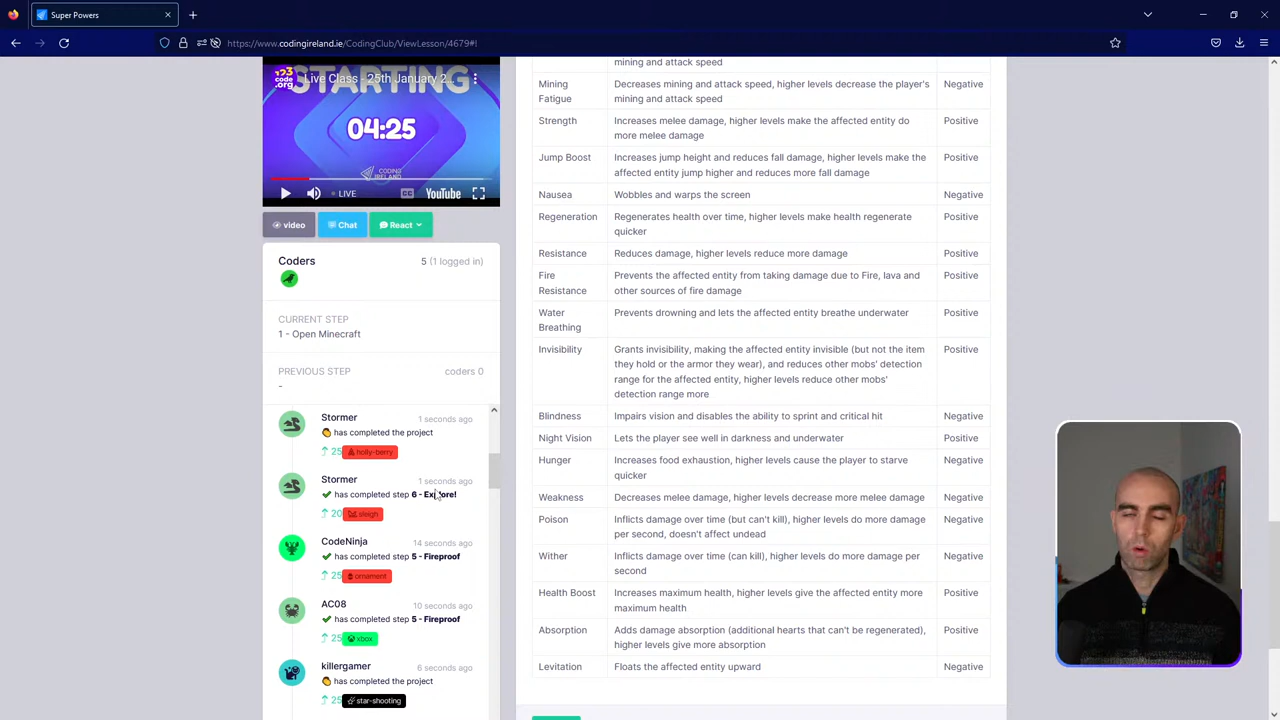 Super Powers
https://www.codingireland.ie/CodingClub/ViewLesson/4679#!
123
code
.org
Live Class - 25th January 2...
STARTING
04:25
CODING
IRELAND
LIVE
CC
YouTube
video
Chat
React
Coders
5 (1 logged in)
CURRENT STEP
1 - Open Minecraft
PREVIOUS STEP
coders 0
-
Stormer
1 seconds ago
has completed the project
25 holly-berry
Stormer
1 seconds ago
has completed step 6 - Explore!
20 sleigh
CodeNinja
14 seconds ago
has completed step 5 - Fireproof
25 ornament
AC08
10 seconds ago
has completed step 5 - Fireproof
25 xbox
killergamer
6 seconds ago
has completed the project
25 star-shooting
mining and attack speed
Mining
Fatigue
Decreases mining and attack speed, higher levels decrease the player's
mining and attack speed
Negative
Strength
Increases melee damage, higher levels make the affected entity do
more melee damage
Positive
Jump Boost
Increases jump height and reduces fall damage, higher levels make the
affected entity jump higher and reduces more fall damage
Positive
Nausea
Wobbles and warps the screen
Negative
Regeneration
Regenerates health over time, higher levels make health regenerate
quicker
Positive
Resistance
Reduces damage, higher levels reduce more damage
Positive
Fire
Resistance
Prevents the affected entity from taking damage due to Fire, lava and
other sources of fire damage
Positive
Water
Breathing
Prevents drowning and lets the affected entity breathe underwater
Positive
Invisibility
Grants invisibility, making the affected entity invisible (but not the item
they hold or the armor they wear), and reduces other mobs' detection
range for the affected entity, higher levels reduce other mobs'
detection range more
Positive
Blindness
Impairs vision and disables the ability to sprint and critical hit
Negative
Night Vision
Lets the player see well in darkness and underwater
Positive
Hunger
Increases food exhaustion, higher levels cause the player to starve
quicker
Negative
Weakness
Decreases melee damage, higher levels decrease more melee damage
Negative
Poison
Inflicts damage over time (but can't kill), higher levels do more damage
per second, doesn't affect undead
Negative
Wither
Inflicts damage over time (can kill), higher levels do more damage per
second
Negative
Health Boost
Increases maximum health, higher levels give the affected entity more
maximum health
Positive
Absorption
Adds damage absorption (additional hearts that can't be regenerated),
higher levels give more absorption
Positive
Levitation
Floats the affected entity upward
Negative